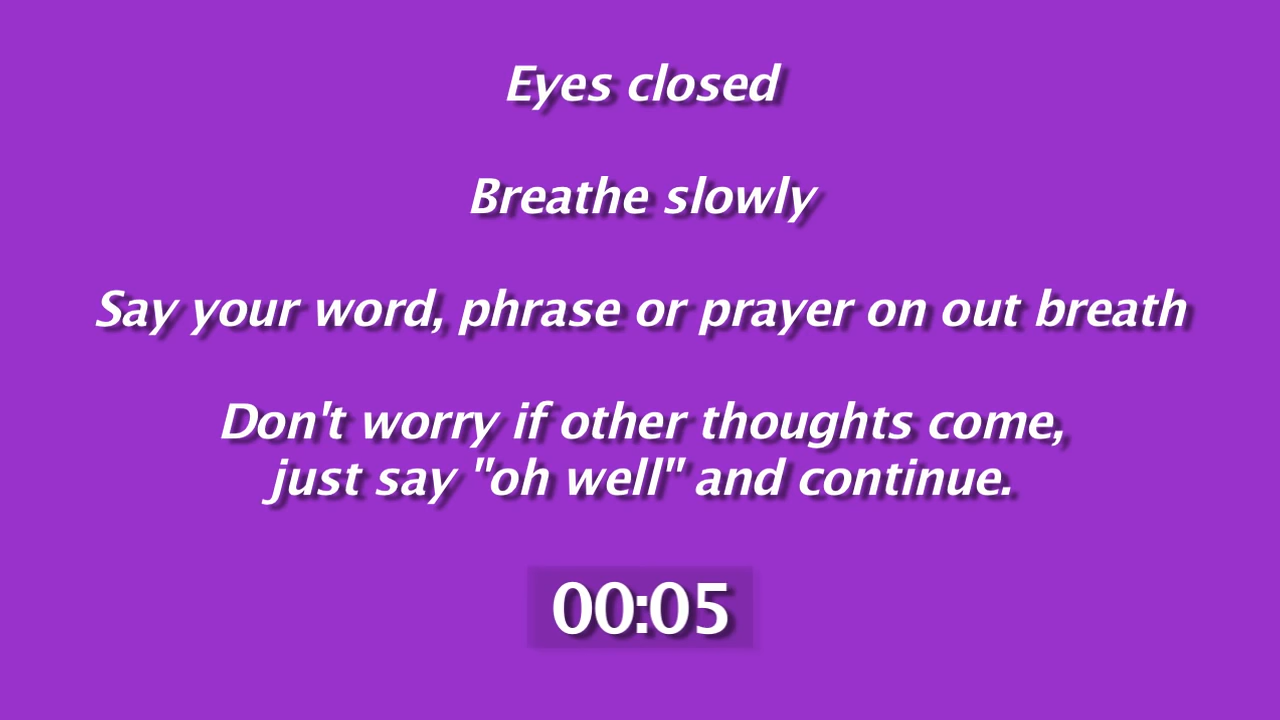 Eyes closed
Breathe slowly
Say your word, phrase or prayer on out breath
Don't worry if other thoughts come,
just say "oh well" and continue.
00:05